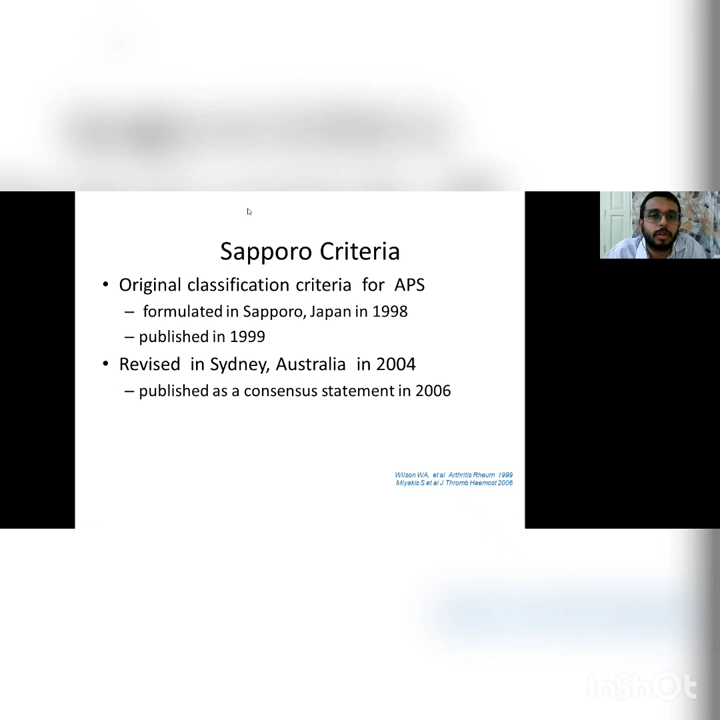 Sapporo Criteria
• Original classification criteria for APS
– formulated in Sapporo, Japan in 1998
– published in 1999
• Revised in Sydney, Australia in 2004
– published as a consensus statement in 2006
Wilson WA, et al Arthritis Rheum 1999
Miyakis S et al J Thromb Haemost 2006
InShOt